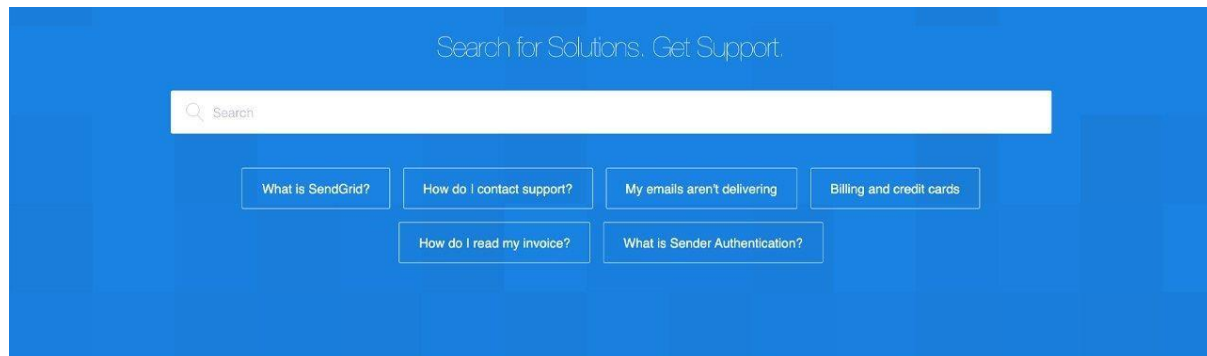 Search for Solutions. Get Support.
Search
What is SendGrid?
How do I contact support?
My emails aren't delivering
Billing and credit cards
How do I read my invoice?
What is Sender Authentication?